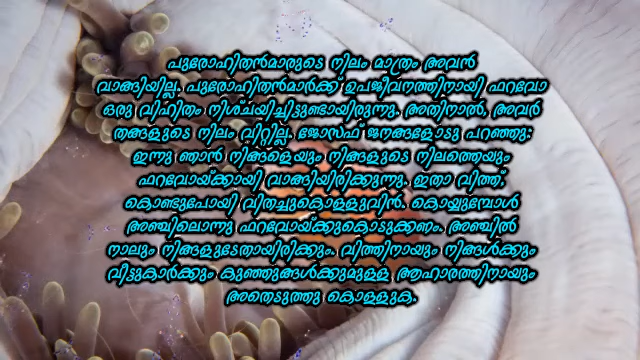 പുരോഹിതൻമാരുടെ നിലം മാത്രം അവൻ
വാങ്ങിയില്ല. പുരോഹിതൻമാർക്ക് ഉപജീവനത്തിനായി ഫറവോ
ഒരു വിഹിതം നിശ്ചയിച്ചിട്ടുണ്ടായിരുന്നു. അതിനാൽ, അവർ
തങ്ങളുടെ നിലം വിറ്റില്ല. ജോസഫ് ജനങ്ങളോടു പറഞ്ഞു:
ഇന്നു ഞാൻ നിങ്ങളെയും നിങ്ങളുടെ നിലത്തെയും
ഫറവോയ്ക്കായി വാങ്ങിയിരിക്കുന്നു. ഇതാ വിത്ത്,
കൊണ്ടുപോയി വിതച്ചുകൊള്ളുവിൻ. കൊയ്യുമ്പോൾ
അഞ്ചിലൊന്നു ഫറവോയ്ക്കുകൊടുക്കണം. അഞ്ചിൽ
നാലും നിങ്ങളുടേതായിരിക്കും. വിത്തിനായും നിങ്ങൾക്കും
വീട്ടുകാർക്കും കുഞ്ഞുങ്ങൾക്കുമുള്ള ആഹാരത്തിനായും
അതെടുത്തു കൊള്ളുക.